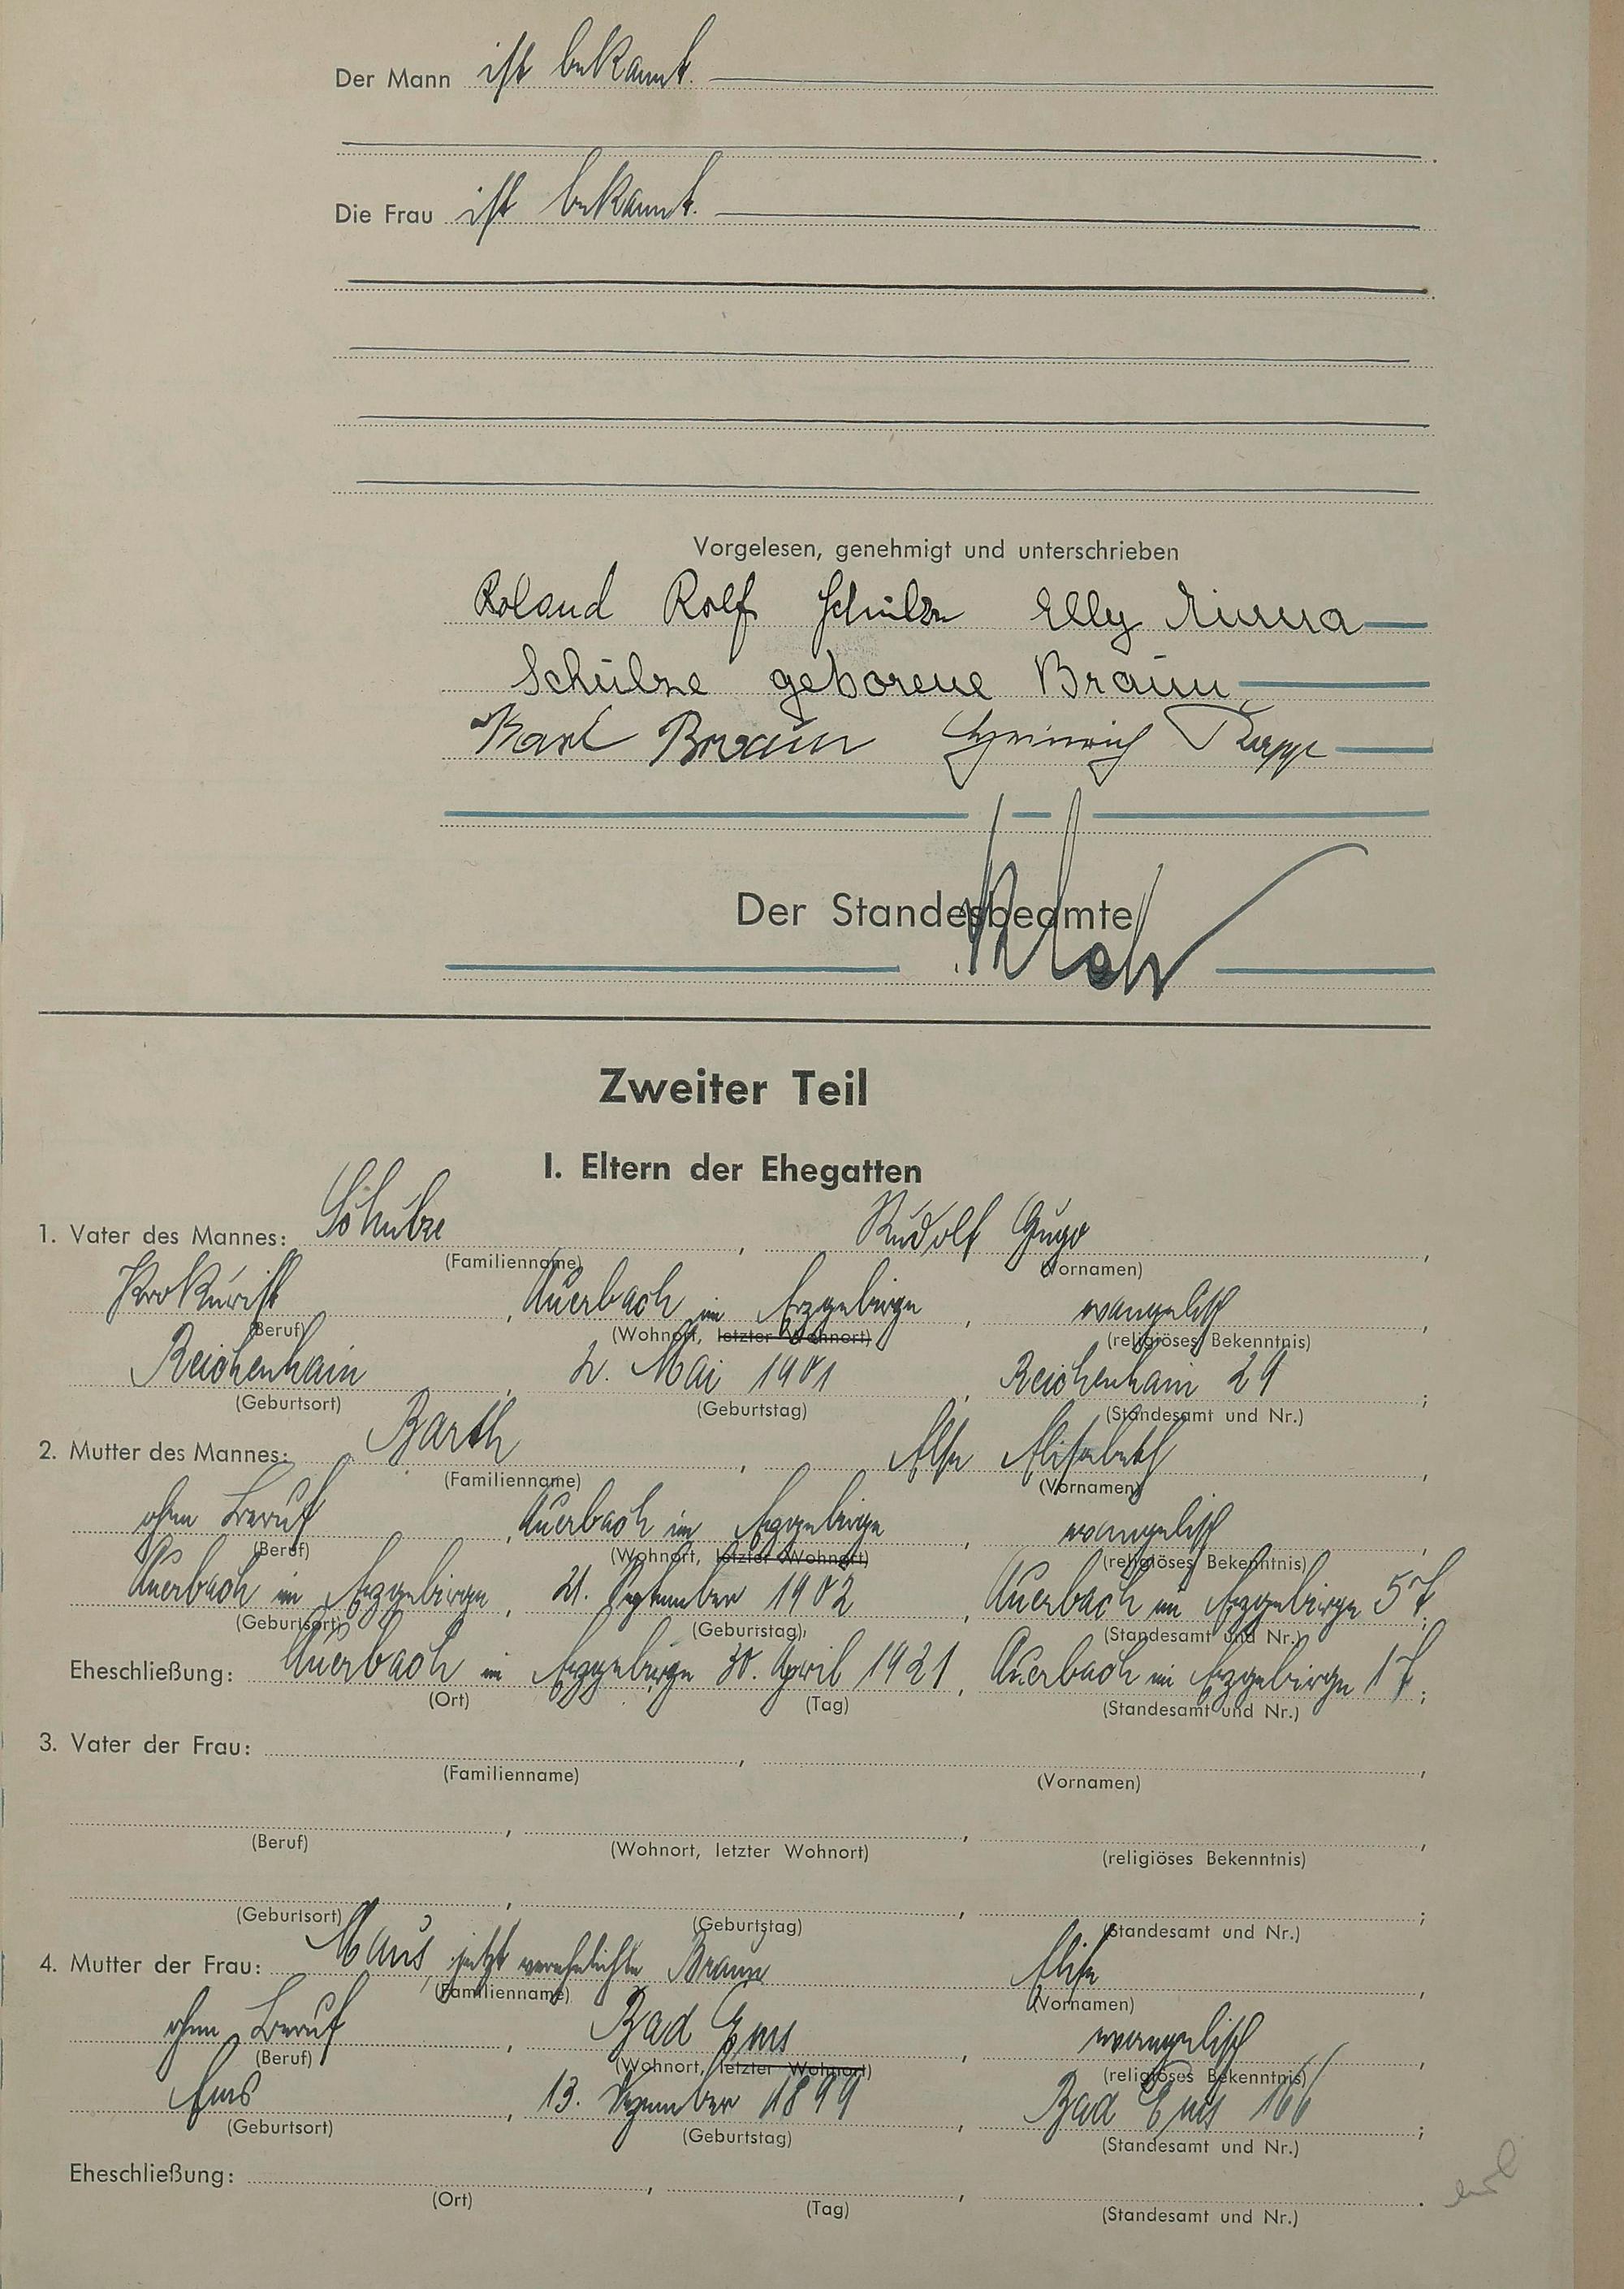 Der Mann ist bekannt.
Die Frau ist bekannt.
Vorgelesen, genehmigt und unterschrieben
Roland Rolf Schulze Elly Minna
Schulze geborene Braun
Karl Braun Heinrich
Der Standesbeamte
Zweiter Teil
I. Eltern der Ehegatten
1. Vater des Mannes: Schulze, Rudolf Hugo,
(Familienname) (Vornamen)
Prokurist, Auerbach im Erzgebirge, evangelisch,
(Beruf) (Wohnort, letzter Wohnort) (religiöses Bekenntnis)
Reichenhain, 2. Mai 1901, Reichenhain 29;
(Geburtsort) (Geburtstag) (Standesamt und Nr.)
2. Mutter des Mannes: Barth, Else Elisabeth,
(Familienname) (Vornamen)
ohne Beruf, Auerbach im Erzgebirge, evangelisch,
(Beruf) (Wohnort, letzter Wohnort) (religiöses Bekenntnis)
Auerbach im Erzgebirge, 21. September 1902, Auerbach im Erzgebirge 57;
(Geburtsort) (Geburtstag) (Standesamt und Nr.)
Eheschließung: Auerbach im Erzgebirge 30. April 1921, Auerbach im Erzgebirge 17;
(Ort) (Tag) (Standesamt und Nr.)
3. Vater der Frau:
(Familienname) (Vornamen)
(Beruf) (Wohnort, letzter Wohnort) (religiöses Bekenntnis)
(Geburtsort) (Geburtstag) (Standesamt und Nr.)
4. Mutter der Frau: Maus, jetzt verehelichte Braun Elise,
(Familienname) (Vornamen)
ohne Beruf, Bad Ems, evangelisch,
(Beruf) (Wohnort, letzter Wohnort) (religiöses Bekenntnis)
Ems, 13. Dezember 1899, Bad Ems 166;
(Geburtsort) (Geburtstag) (Standesamt und Nr.)
Eheschließung:
(Ort) (Tag) (Standesamt und Nr.)